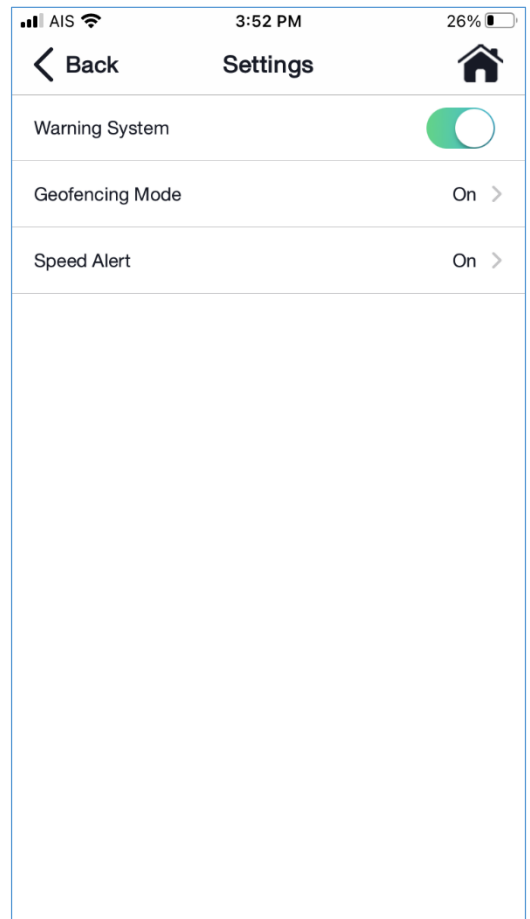 AIS 3:52 PM 26%
Back Settings
Warning System
Geofencing Mode On
Speed Alert On